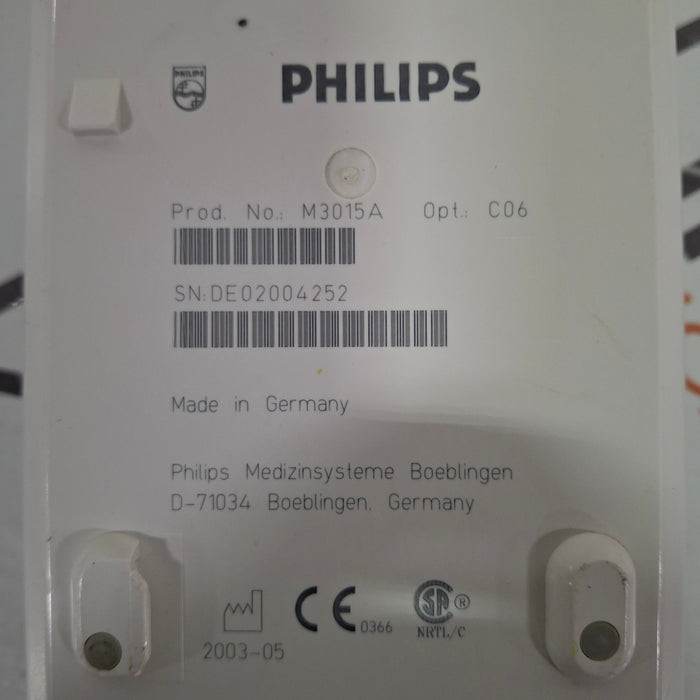 PHILIPS PHILIPS
Prod. No.: M3015A Opt.: C06
SN:DE02004252
Made in Germany
Philips Medizinsysteme Boeblingen
D-71034 Boeblingen, Germany
CE 0366 SA ®
NRTL/C
2003-05